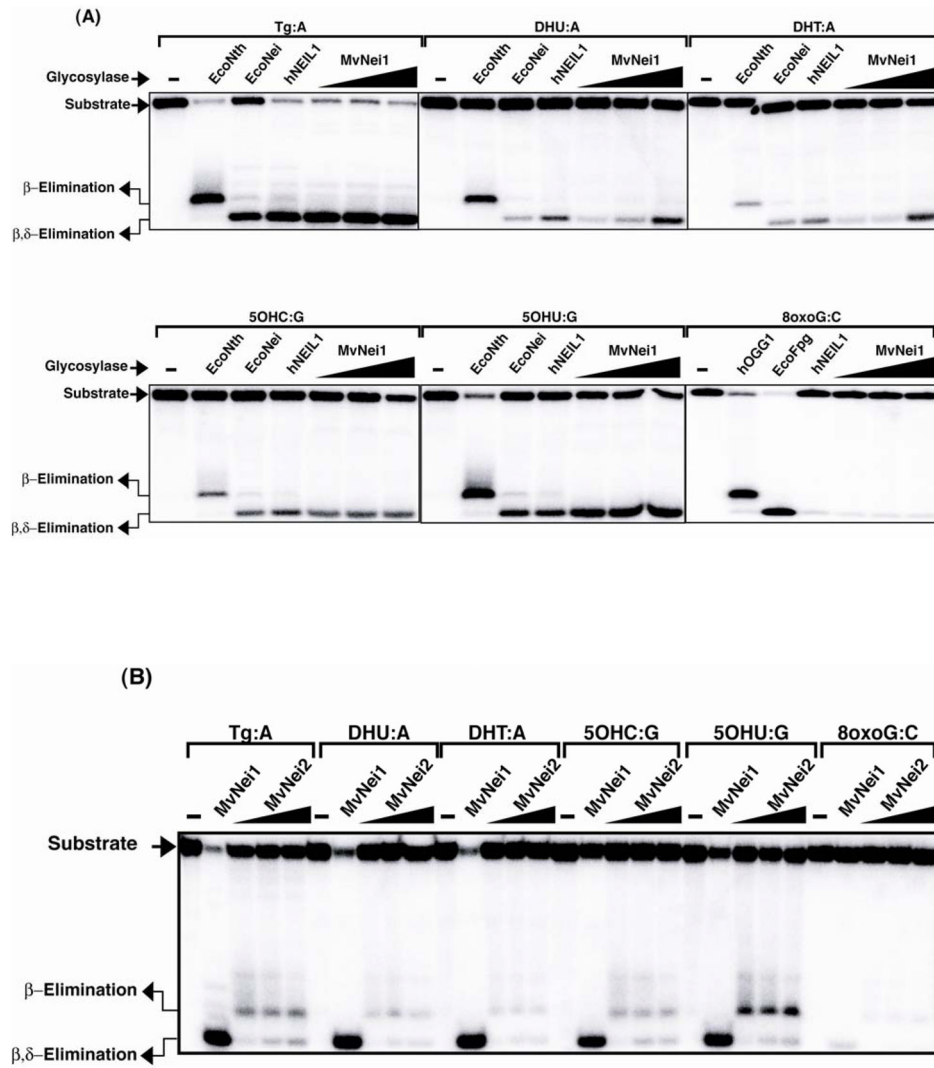 (A)
Tg:A DHU:A DHT:A
Glycosylase – EcoNth EcoNei hNEIL1 MvNei1 – EcoNth EcoNei hNEIL1 MvNei1 – EcoNth EcoNei hNEIL1 MvNei1
Substrate
β–Elimination
β,δ–Elimination
5OHC:G 5OHU:G 8oxoG:C
Glycosylase – EcoNth EcoNei hNEIL1 MvNei1 – EcoNth EcoNei hNEIL1 MvNei1 – hOGG1 EcoFpg hNEIL1 MvNei1
Substrate
β–Elimination
β,δ–Elimination
(B)
Tg:A DHU:A DHT:A 5OHC:G 5OHU:G 8oxoG:C
– MvNei1 MvNei2 – MvNei1 MvNei2 – MvNei1 MvNei2 – MvNei1 MvNei2 – MvNei1 MvNei2 – MvNei1 MvNei2
Substrate
β–Elimination
β,δ–Elimination